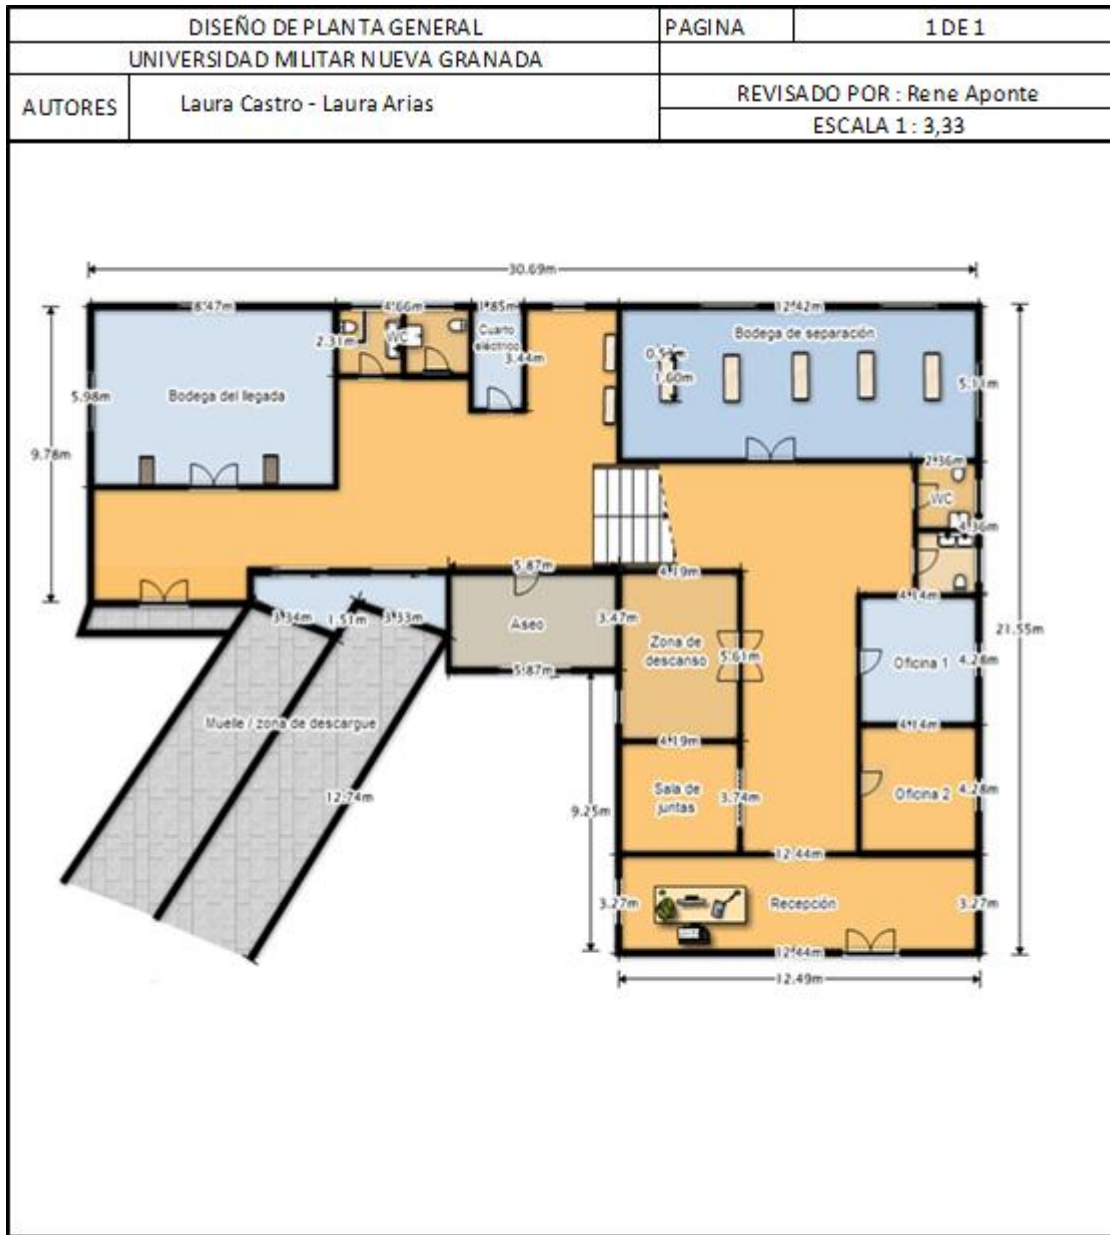 DISEÑO DE PLANTA GENERAL
PAGINA
1 DE 1
UNIVERSIDAD MILITAR NUEVA GRANADA
AUTORES
Laura Castro - Laura Arias
REVISADO POR : Rene Aponte
ESCALA 1 : 3,33
30.69m
8.47m
4.66m
1.85m
12.42m
WC
2.31m
Cuarto
eléctrico
3.44m
Bodega de separación
1.60m
5.11m
5.98m
Bodega del llegada
9.78m
2.36m
WC
4.36m
5.87m
4.19m
4.14m
3.34m
1.51m
3.33m
Aseo
3.47m
Zona de
descanso
5.61m
Oficina 1
4.28m
21.55m
5.87m
Muelle / zona de descargue
4.14m
4.19m
12.74m
9.25m
Sala de
juntas
3.74m
Oficina 2
4.28m
12.44m
3.27m
Recepción
3.27m
12.44m
12.49m